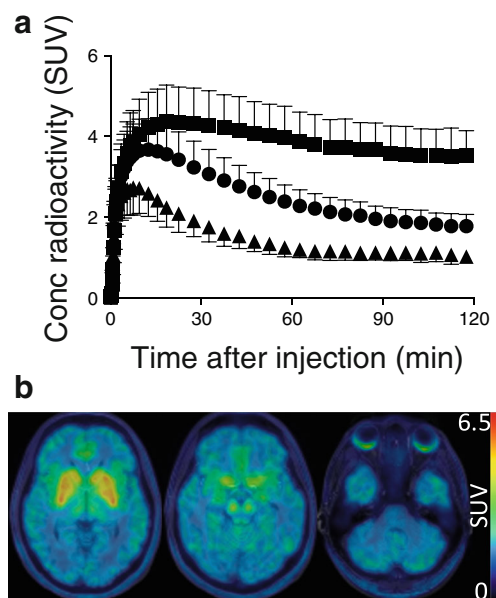 a
Conc radioactivity (SUV)
6
4
2
0
0 30 60 90 120
Time after injection (min)
b
6.5
SUV
0